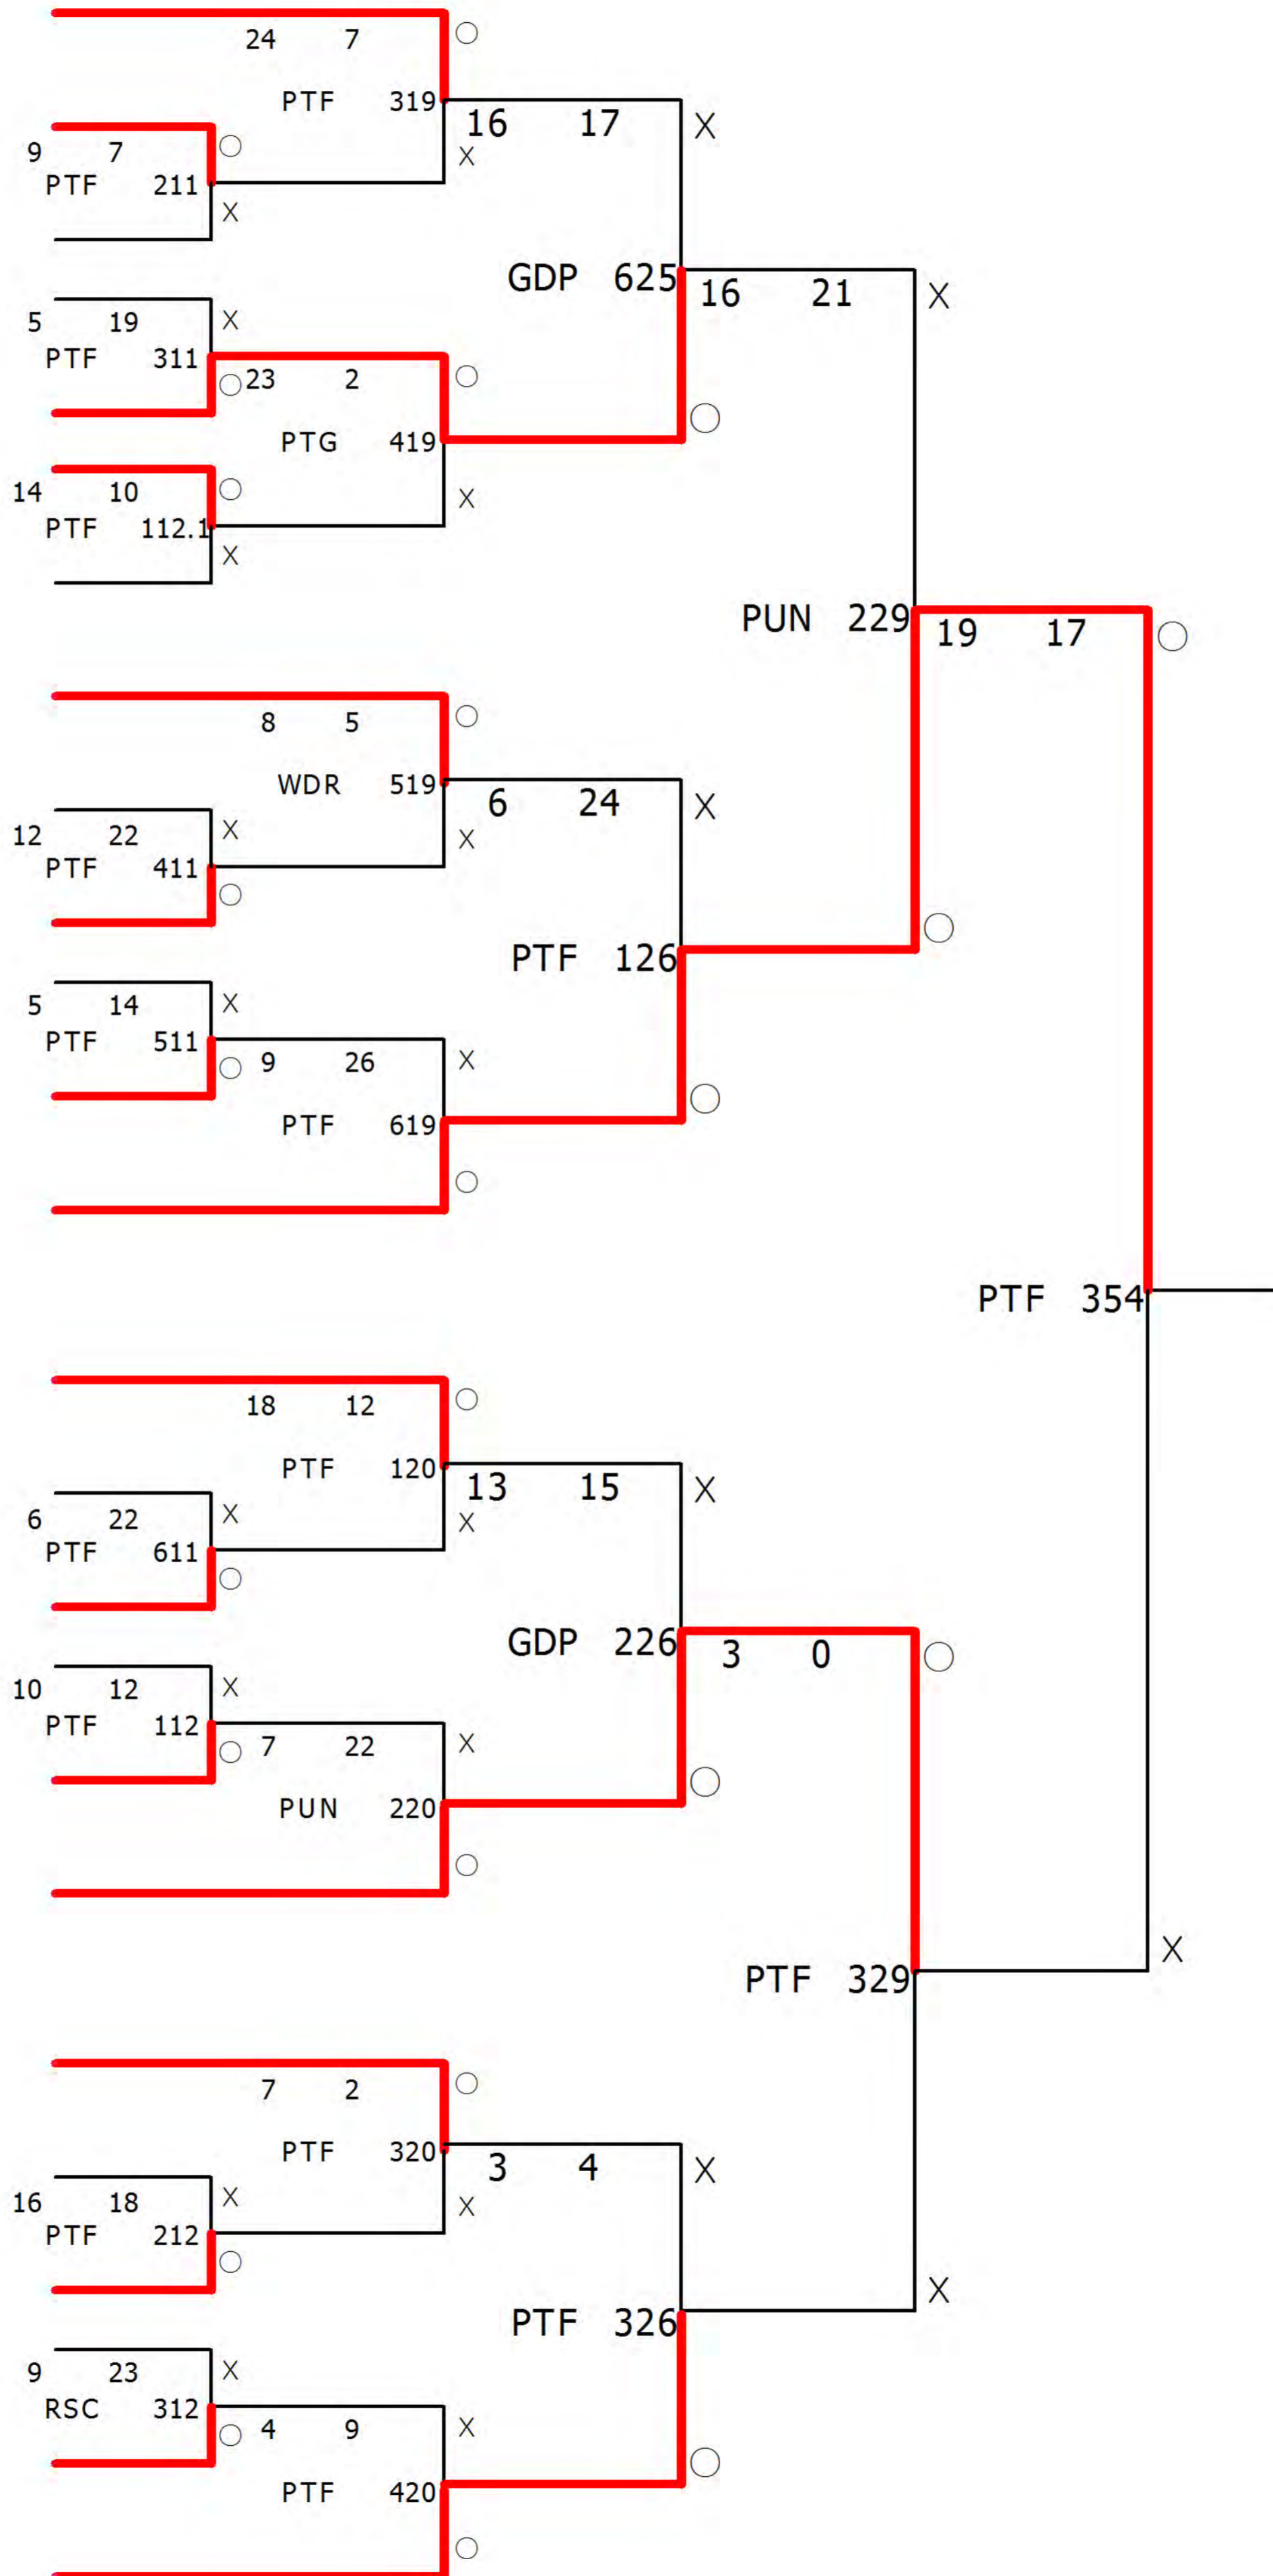 24 7
PTF 319
○
16 17
X
X
9 7
PTF 211
○
X
GDP 625
16 21
X
5 19
PTF 311
X
○
23 2
PTG 419
○
X
○
14 10
PTF 112.1
○
X
PUN 229
19 17
○
8 5
WDR 519
○
X
6 24
X
12 22
PTF 411
X
○
PTF 126
○
5 14
PTF 511
X
○
9 26
PTF 619
X
○
○
PTF 354
18 12
PTF 120
○
X
13 15
X
6 22
PTF 611
X
○
GDP 226
3 0
○
10 12
PTF 112
X
○
7 22
PUN 220
X
○
○
PTF 329
X
7 2
PTF 320
○
X
3 4
X
16 18
PTF 212
X
○
PTF 326
X
9 23
RSC 312
X
○
4 9
PTF 420
X
○
○